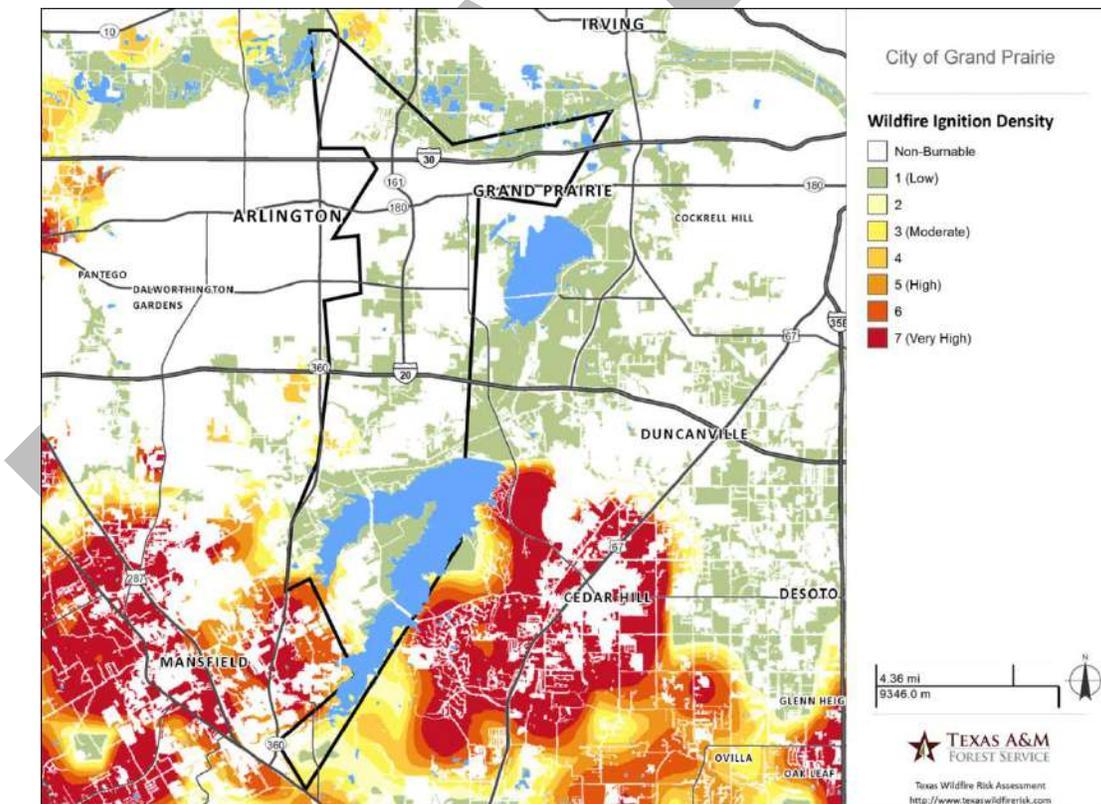 10
IRVING
30
161
180
GRAND PRAIRIE
180
ARLINGTON
COCKRELL HILL
PANTEGO
DALWORTHINGTON
GARDENS
67
35E
360
20
DUNCANVILLE
67
287
CEDAR HILL
DESOTO
MANSFIELD
GLENN HEIG
360
OVILLA
OAK LEAF
City of Grand Prairie
Wildfire Ignition Density
Non-Burnable
1 (Low)
2
3 (Moderate)
4
5 (High)
6
7 (Very High)
4.36 mi
9346.0 m
N
TEXAS A&M
FOREST SERVICE
Texas Wildfire Risk Assessment
http://www.texaswildfirerisk.com